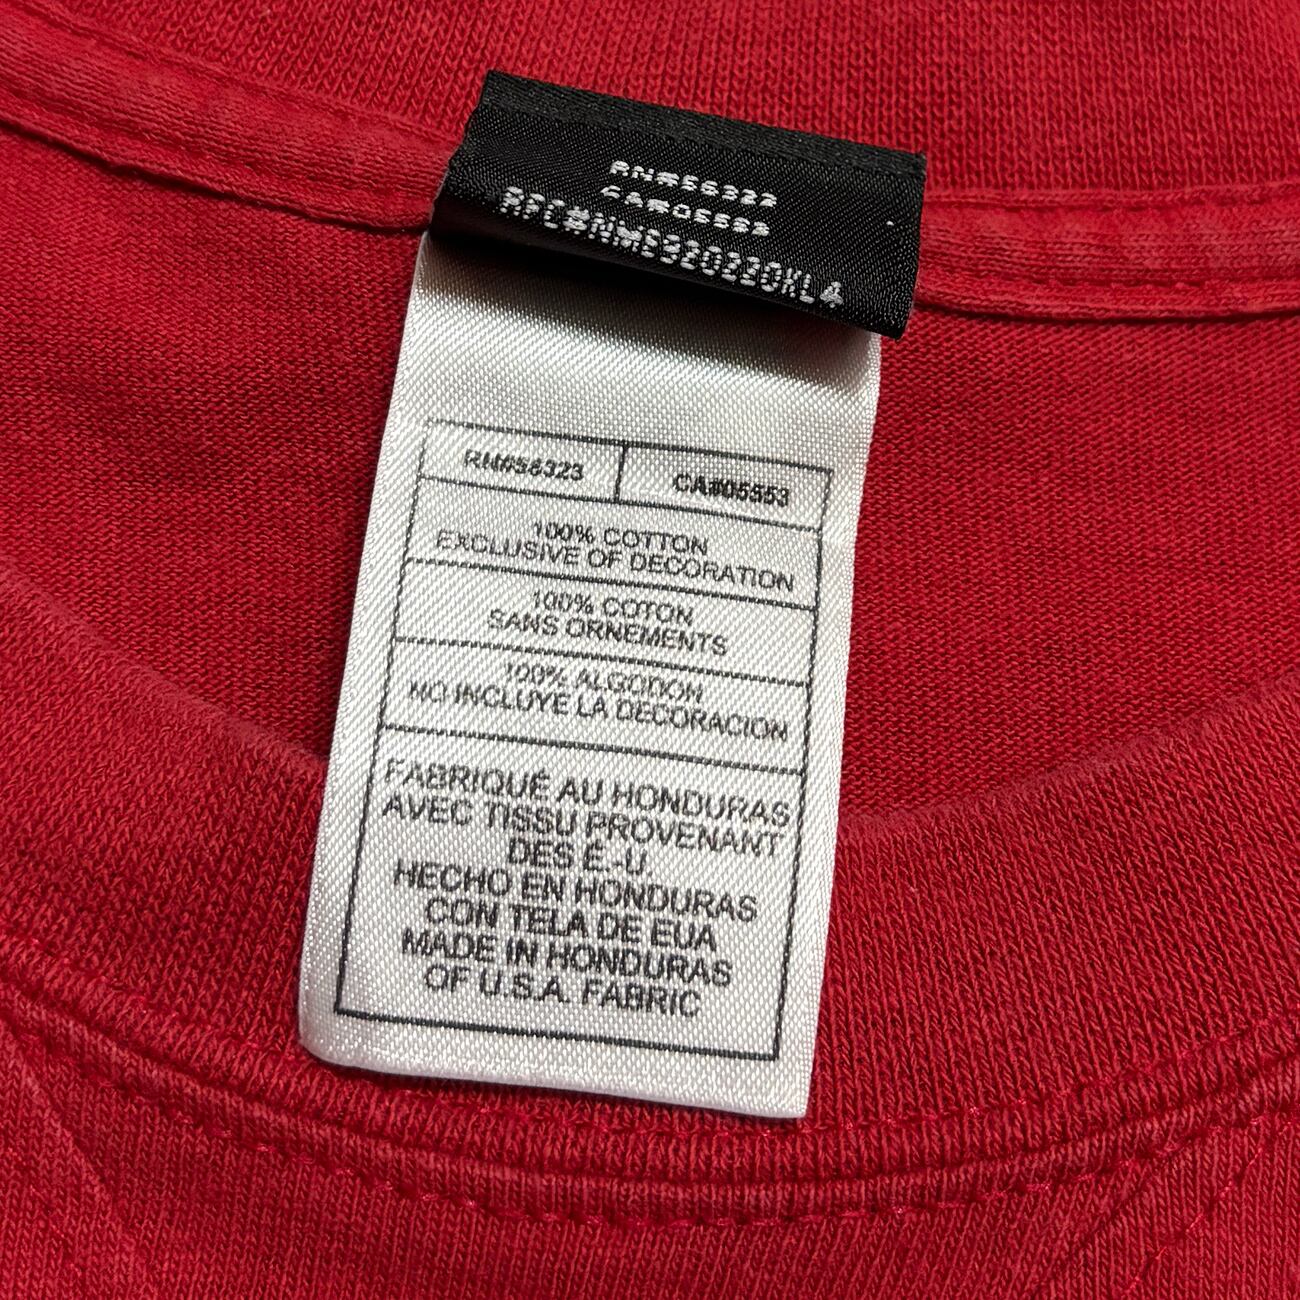 RN#56323
CA#05553
RN#56323
CA#05553
100% COTTON
EXCLUSIVE OF DECORATION
100% COTON
SANS ORNEMENTS
100% ALGODON
NO INCLUYE LA DECORACION
FABRIQUÉ AU HONDURAS
AVEC TISSU PROVENANT
DES É.-U.
HECHO EN HONDURAS
CON TELA DE EUA
MADE IN HONDURAS
OF U.S.A. FABRIC